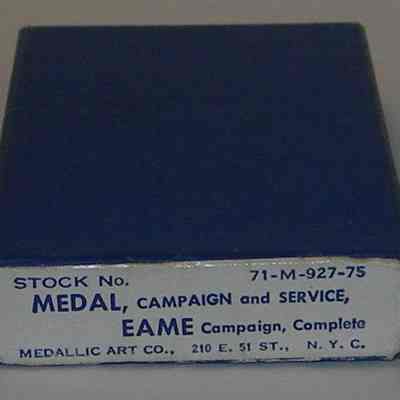 STOCK No. 71-M-927-75
MEDAL, CAMPAIGN and SERVICE,
EAME Campaign, Complete
MEDALLIC ART CO., 210 E. 51 ST., N. Y. C.